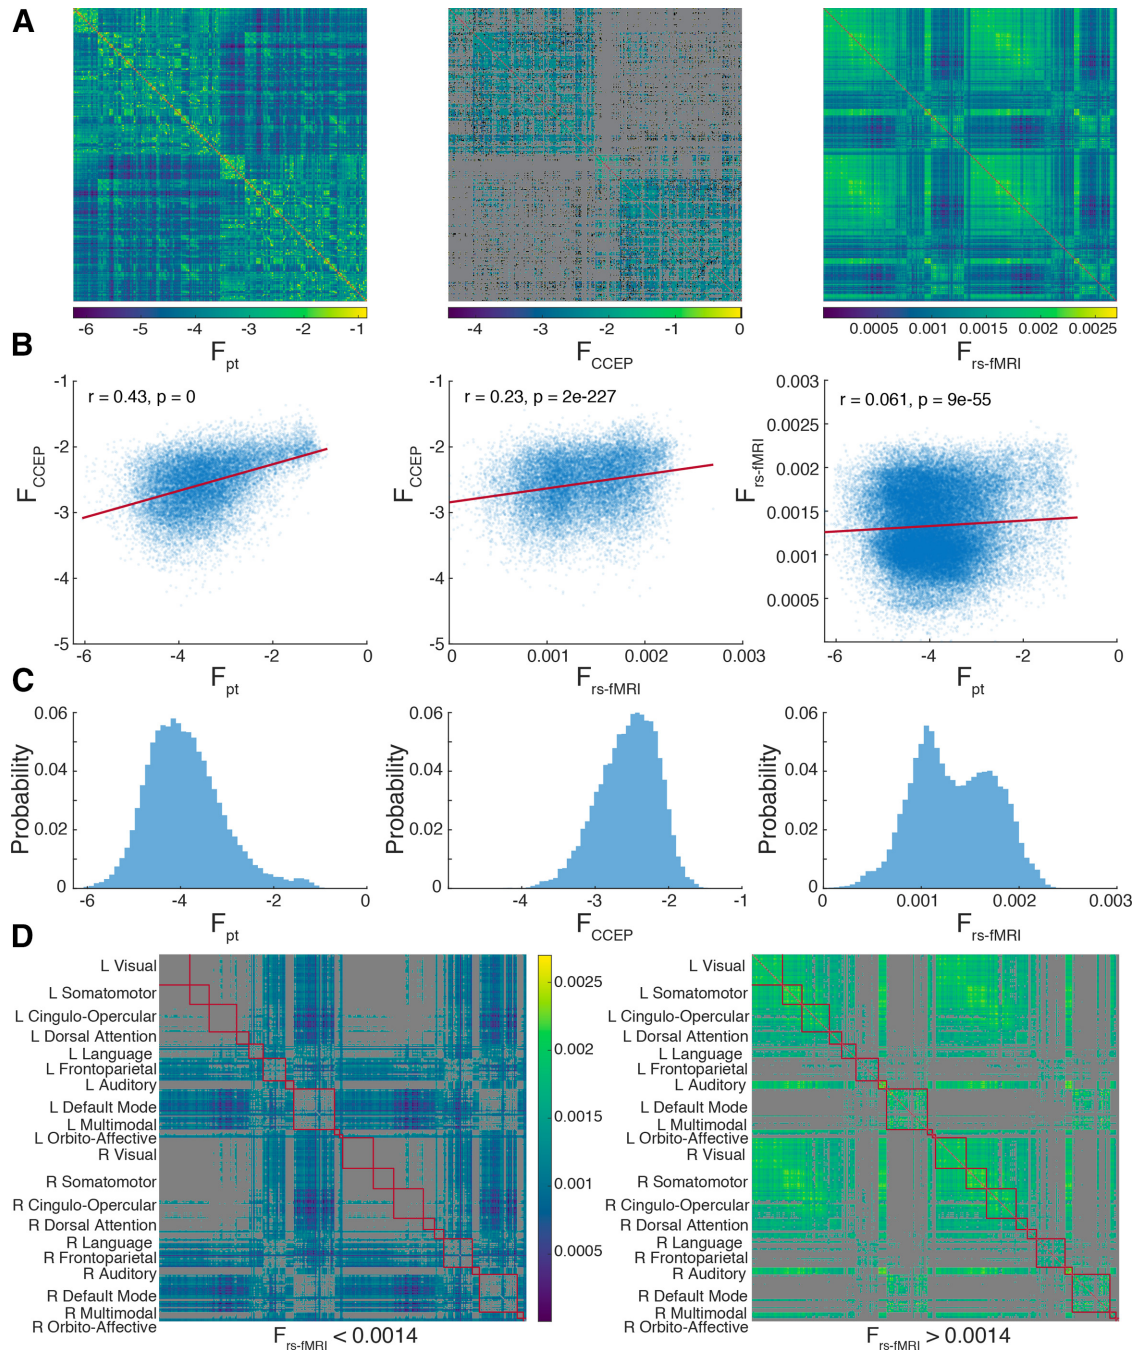 A
-6 -5 -4 -3 -2 -1
F_pt
-4 -3 -2 -1 0
F_CCEP
0.0005 0.001 0.0015 0.002 0.0025
F_rs-fMRI
B
r = 0.43, p = 0
-1
-2
-3
-4
-5
F_CCEP
-6 -4 -2 0
F_pt
r = 0.23, p = 2e-227
-1
-2
-3
-4
-5
F_CCEP
0 0.001 0.002 0.003
F_rs-fMRI
r = 0.061, p = 9e-55
0.003
0.0025
0.002
0.0015
0.001
0.0005
F_rs-fMRI
-6 -4 -2 0
F_pt
C
0.06
0.04
0.02
0
Probability
-6 -4 -2 0
F_pt
0.06
0.04
0.02
0
Probability
-4 -3 -2 -1
F_CCEP
0.06
0.04
0.02
0
Probability
0 0.001 0.002 0.003
F_rs-fMRI
D
L Visual
L Somatomotor
L Cingulo-Opercular
L Dorsal Attention
L Language
L Frontoparietal
L Auditory
L Default Mode
L Multimodal
L Orbito-Affective
R Visual
R Somatomotor
R Cingulo-Opercular
R Dorsal Attention
R Language
R Frontoparietal
R Auditory
R Default Mode
R Multimodal
R Orbito-Affective
F_rs-fMRI < 0.0014
0.0025
0.002
0.0015
0.001
0.0005
L Visual
L Somatomotor
L Cingulo-Opercular
L Dorsal Attention
L Language
L Frontoparietal
L Auditory
L Default Mode
L Multimodal
L Orbito-Affective
R Visual
R Somatomotor
R Cingulo-Opercular
R Dorsal Attention
R Language
R Frontoparietal
R Auditory
R Default Mode
R Multimodal
R Orbito-Affective
F_rs-fMRI > 0.0014